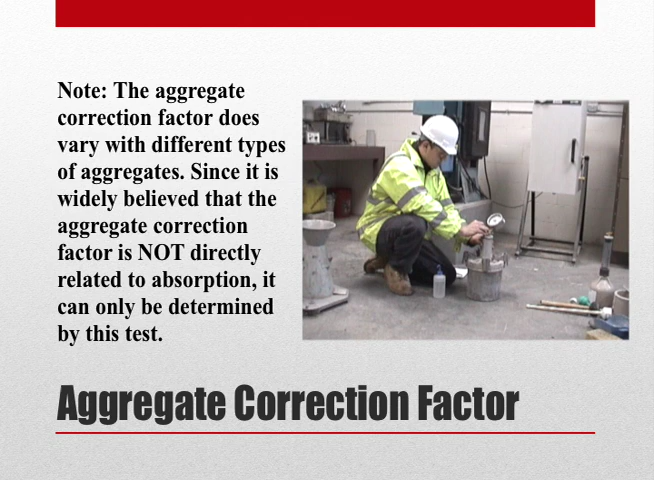 Note: The aggregate
correction factor does
vary with different types
of aggregates. Since it is
widely believed that the
aggregate correction
factor is NOT directly
related to absorption, it
can only be determined
by this test.
Aggregate Correction Factor